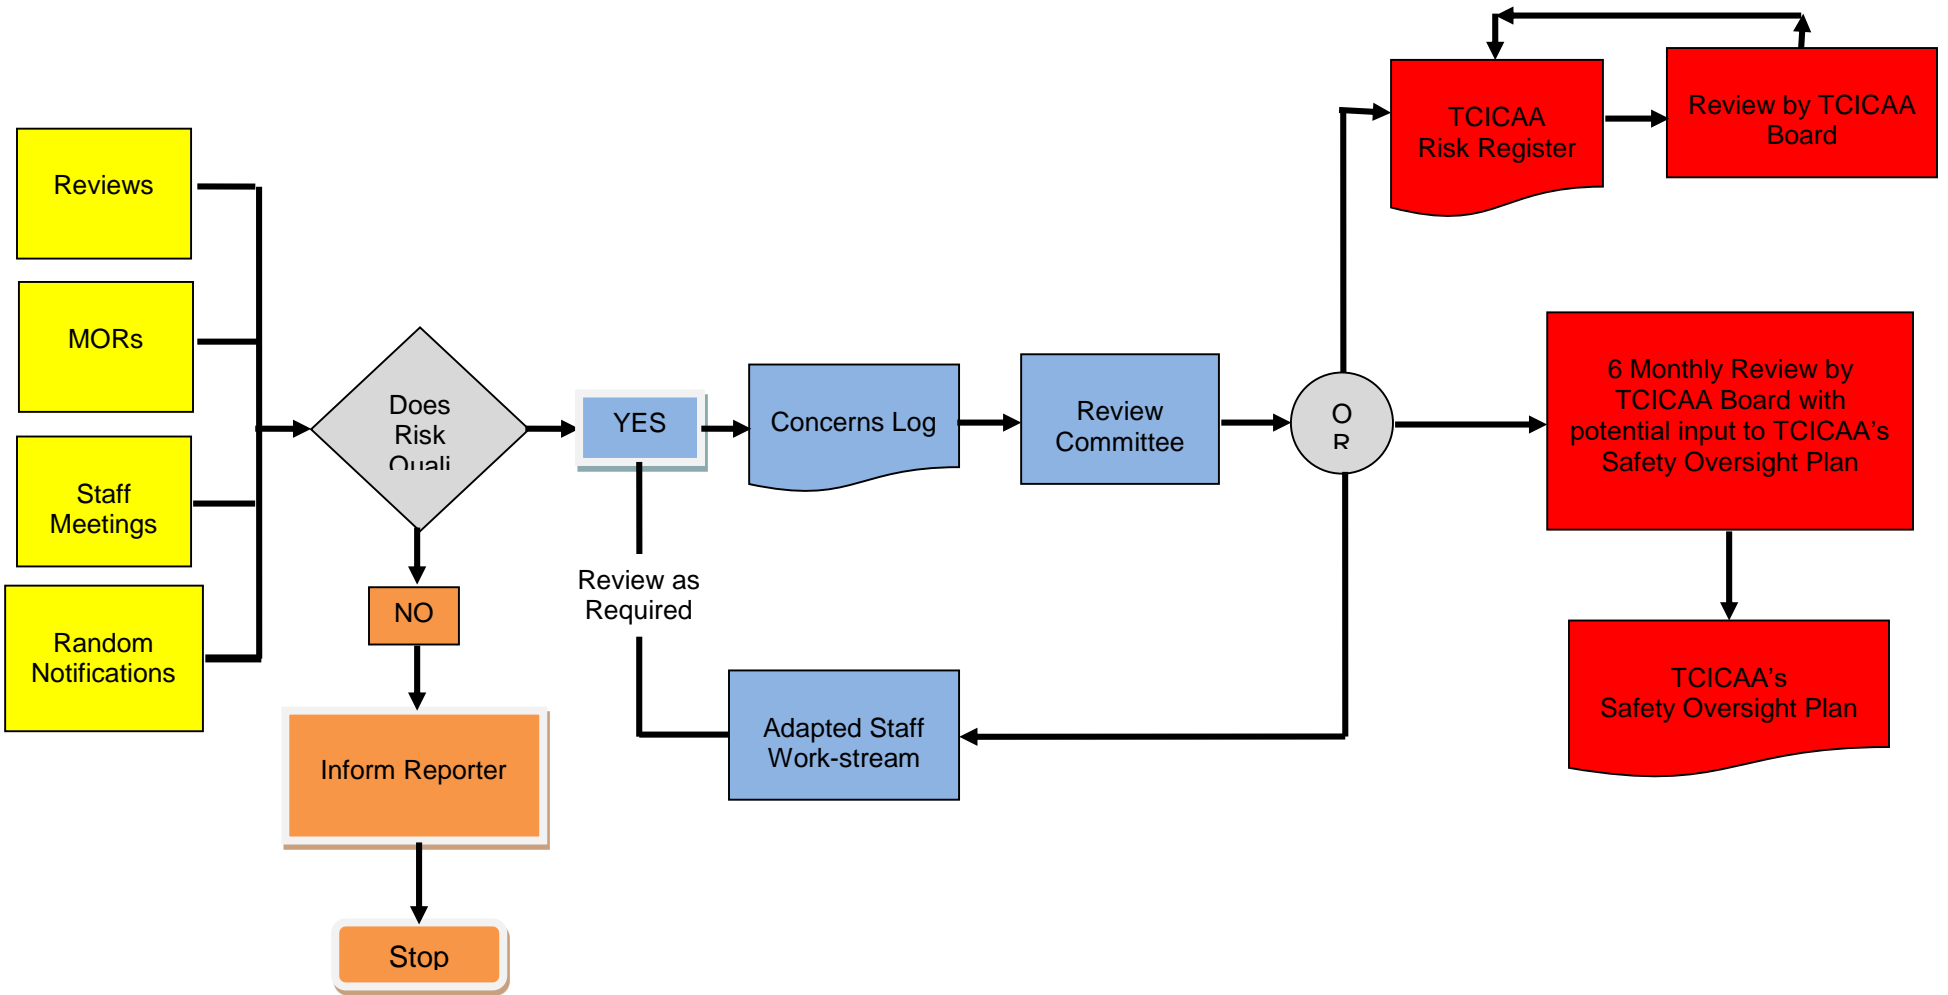 Reviews
MORs
Staff
Meetings
Random
Notifications
Does
Risk
Quali
NO
Inform Reporter
Stop
YES
Review as
Required
Concerns Log
Review
Committee
Adapted Staff
Work-stream
O
R
TCICAA
Risk Register
Review by TCICAA
Board
6 Monthly Review by
TCICAA Board with
potential input to TCICAA's
Safety Oversight Plan
TCICAA's
Safety Oversight Plan